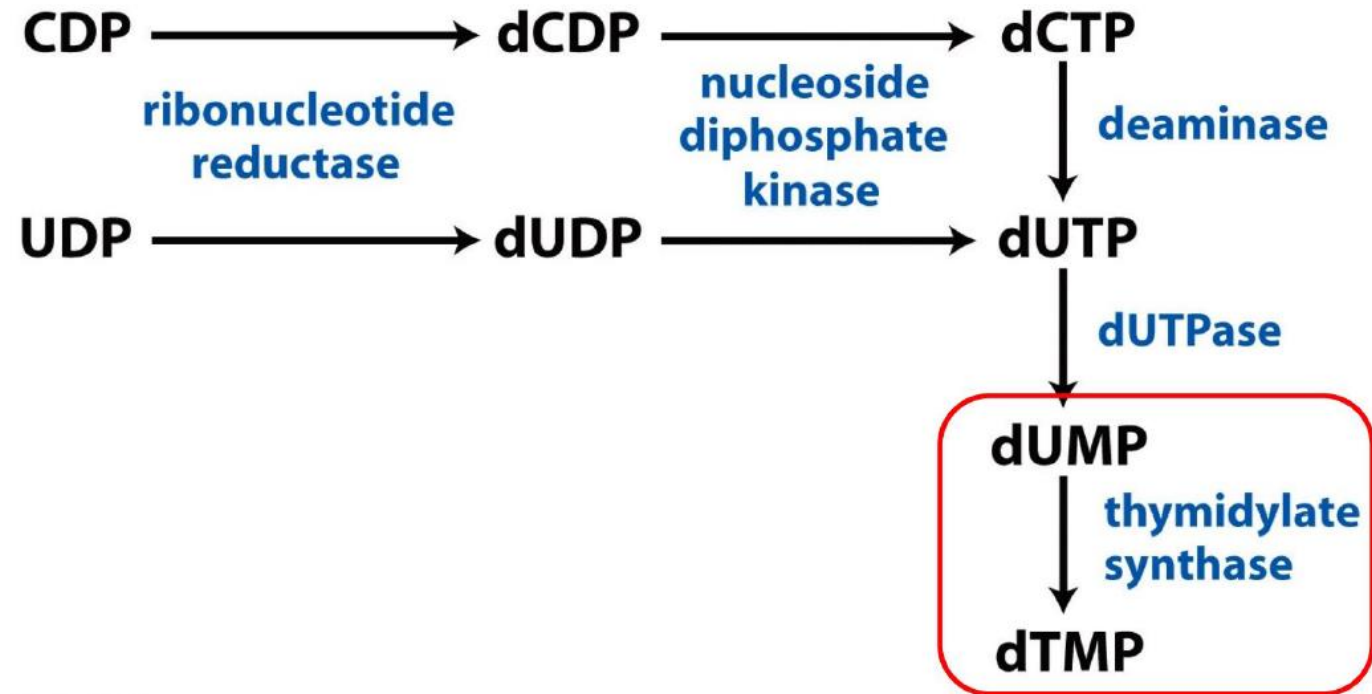 CDP dCDP dCTP
ribonucleotide
reductase
nucleoside
diphosphate
kinase
deaminase
UDP dUDP dUTP
dUTPase
dUMP
thymidylate
synthase
dTMP